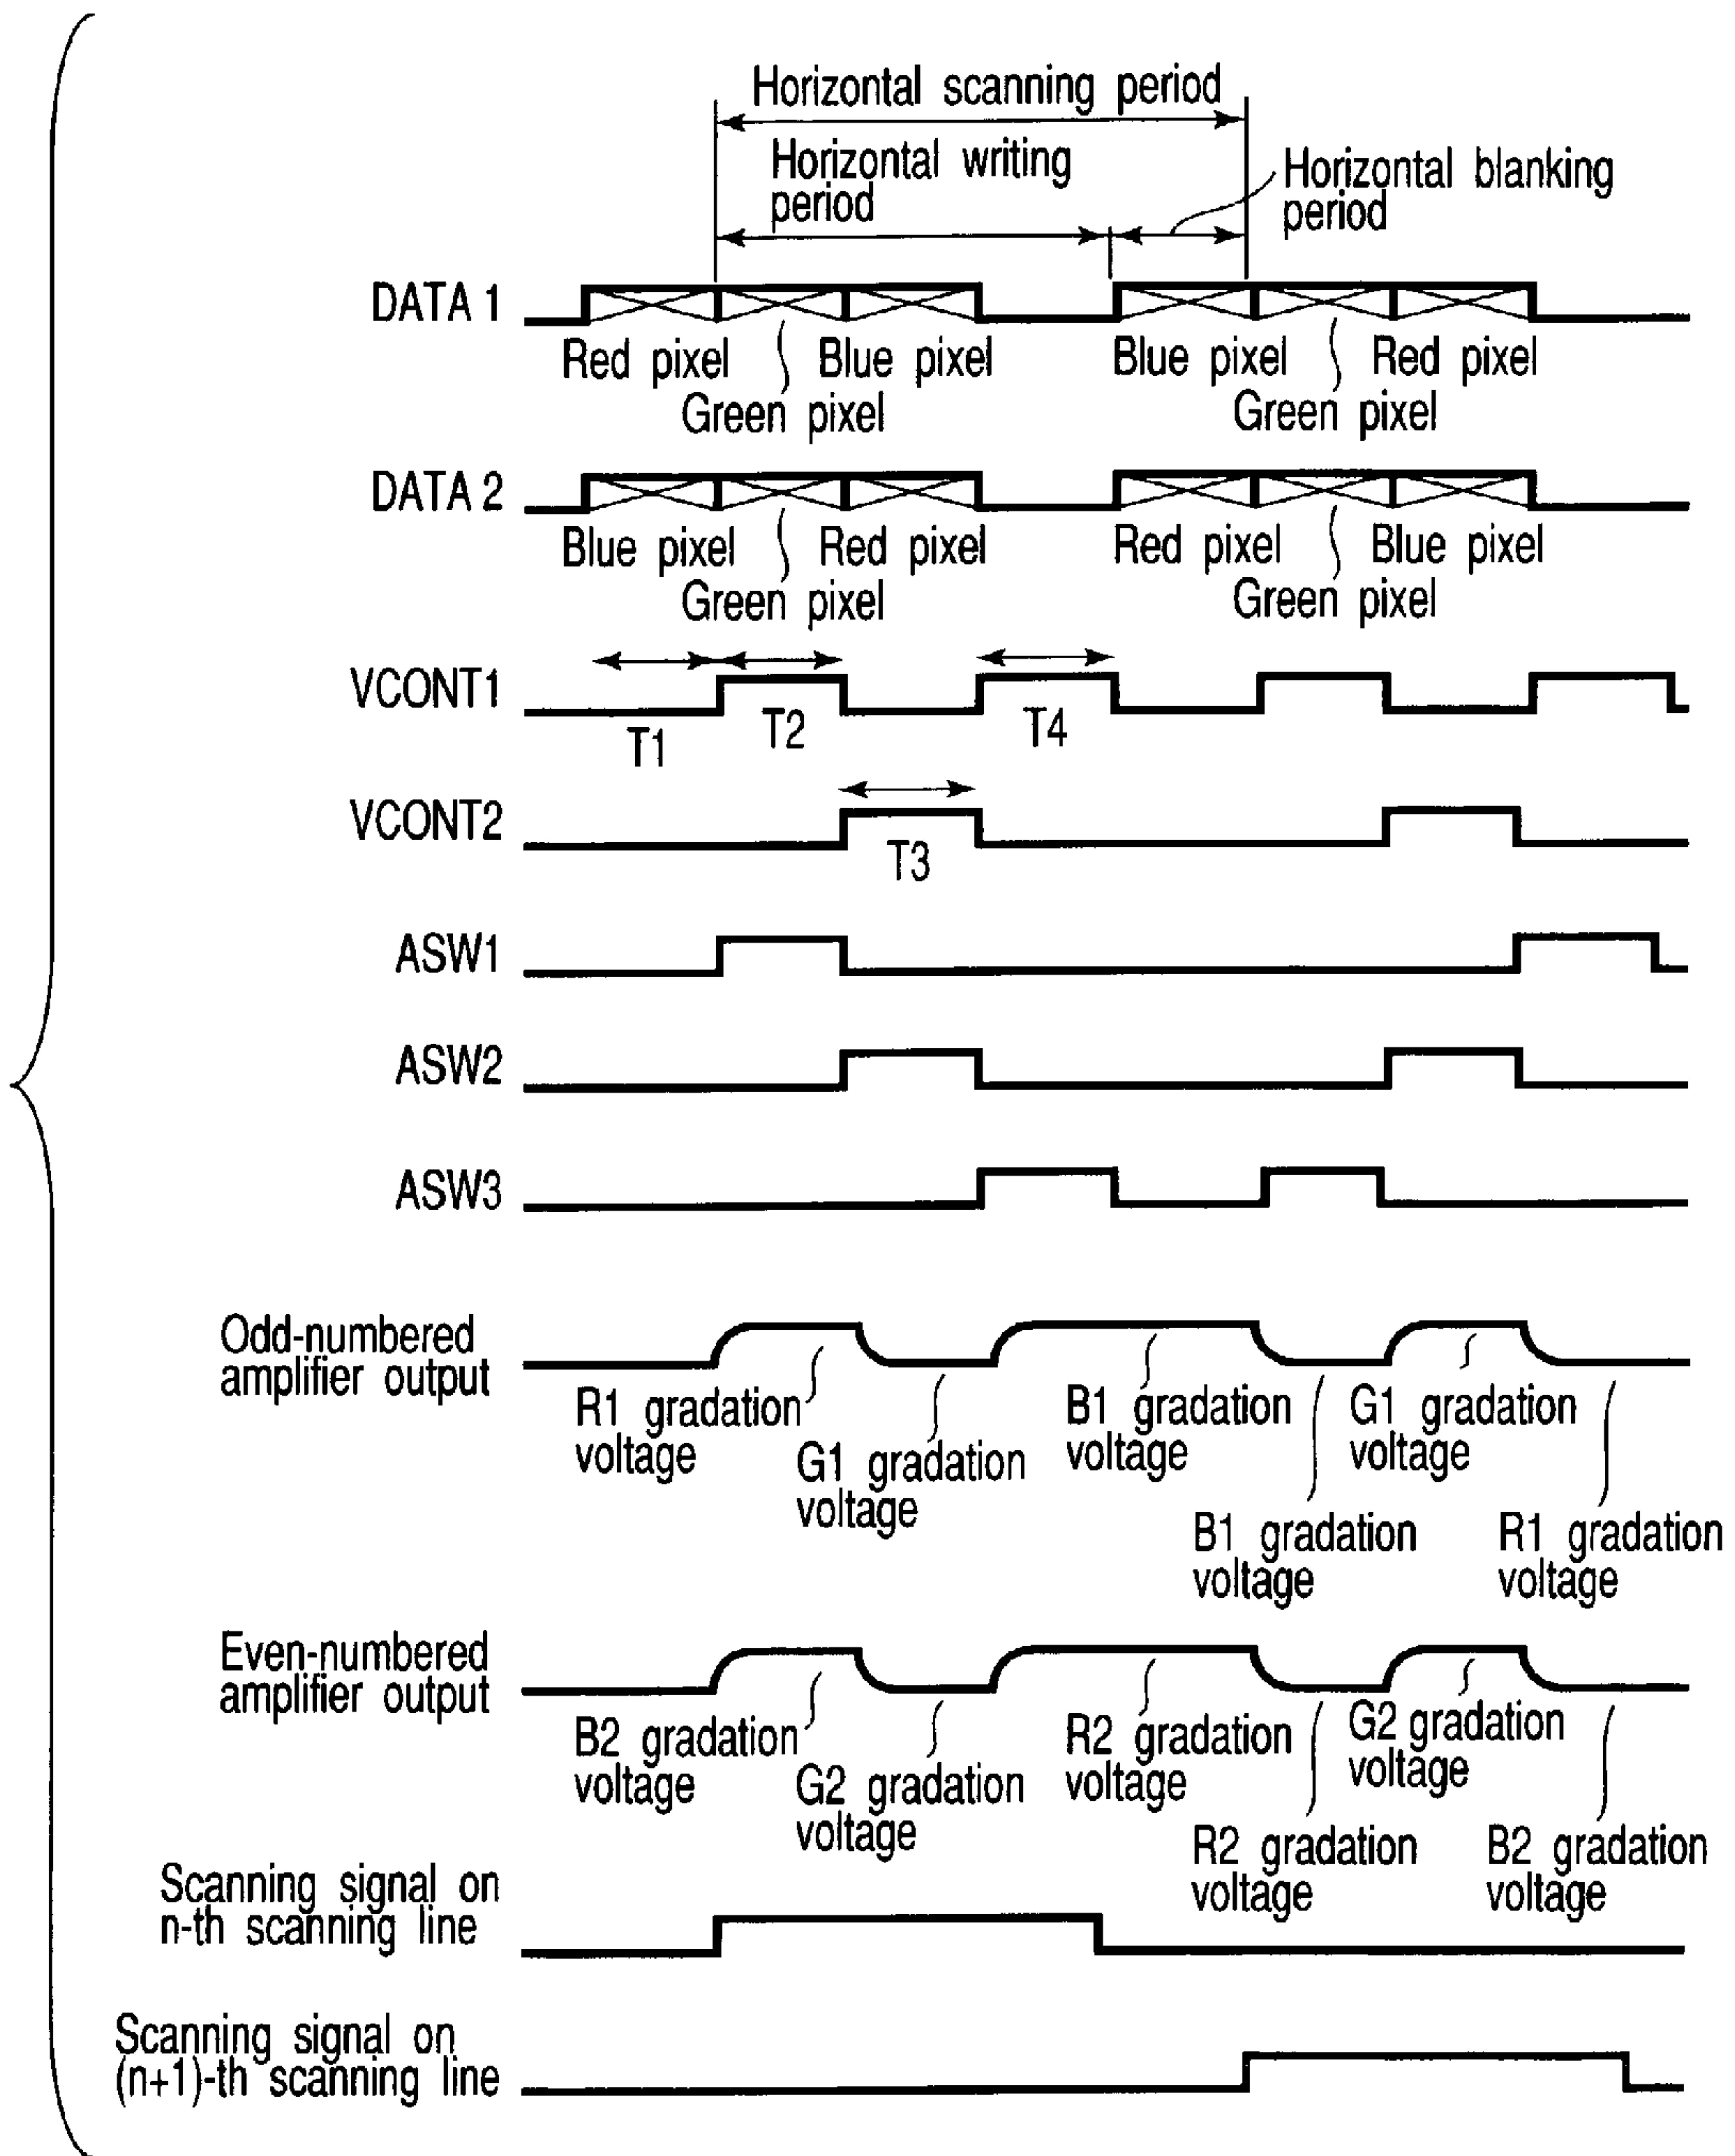 Horizontal scanning period
Horizontal writing
period
Horizontal blanking
period
DATA 1
Red pixel
Blue pixel
Blue pixel
Red pixel
Green pixel
Green pixel
DATA 2
Blue pixel
Red pixel
Red pixel
Blue pixel
Green pixel
Green pixel
VCONT1
T1
T2
T4
VCONT2
T3
ASW1
ASW2
ASW3
Odd-numbered
amplifier output
R1 gradation
voltage
G1 gradation
voltage
B1 gradation
voltage
G1 gradation
voltage
B1 gradation
voltage
R1 gradation
voltage
Even-numbered
amplifier output
B2 gradation
voltage
G2 gradation
voltage
R2 gradation
voltage
G2 gradation
voltage
R2 gradation
voltage
B2 gradation
voltage
Scanning signal on
n-th scanning line
Scanning signal on
(n+1)-th scanning line